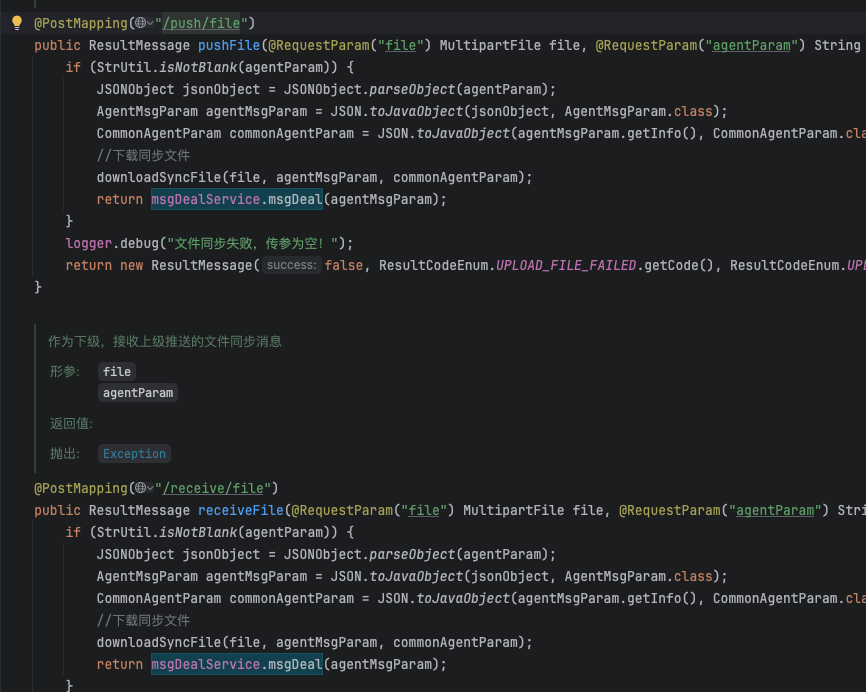 @PostMapping("/push/file")
public ResultMessage pushFile(@RequestParam("file") MultipartFile file, @RequestParam("agentParam") String
if (StrUtil.isNotBlank(agentParam)) {
JSONObject jsonObject = JSONObject.parseObject(agentParam);
AgentMsgParam agentMsgParam = JSON.toJavaObject(jsonObject, AgentMsgParam.class);
CommonAgentParam commonAgentParam = JSON.toJavaObject(agentMsgParam.getInfo(), CommonAgentParam.cla
//下载同步文件
downloadSyncFile(file, agentMsgParam, commonAgentParam);
return msgDealService.msgDeal(agentMsgParam);
}
logger.debug("文件同步失败，传参为空！");
return new ResultMessage( success: false, ResultCodeEnum.UPLOAD_FILE_FAILED.getCode(), ResultCodeEnum.UPL
}
作为下级，接收上级推送的文件同步消息
形参: file
agentParam
返回值:
抛出: Exception
@PostMapping("/receive/file")
public ResultMessage receiveFile(@RequestParam("file") MultipartFile file, @RequestParam("agentParam") Stri
if (StrUtil.isNotBlank(agentParam)) {
JSONObject jsonObject = JSONObject.parseObject(agentParam);
AgentMsgParam agentMsgParam = JSON.toJavaObject(jsonObject, AgentMsgParam.class);
CommonAgentParam commonAgentParam = JSON.toJavaObject(agentMsgParam.getInfo(), CommonAgentParam.cla
//下载同步文件
downloadSyncFile(file, agentMsgParam, commonAgentParam);
return msgDealService.msgDeal(agentMsgParam);
}